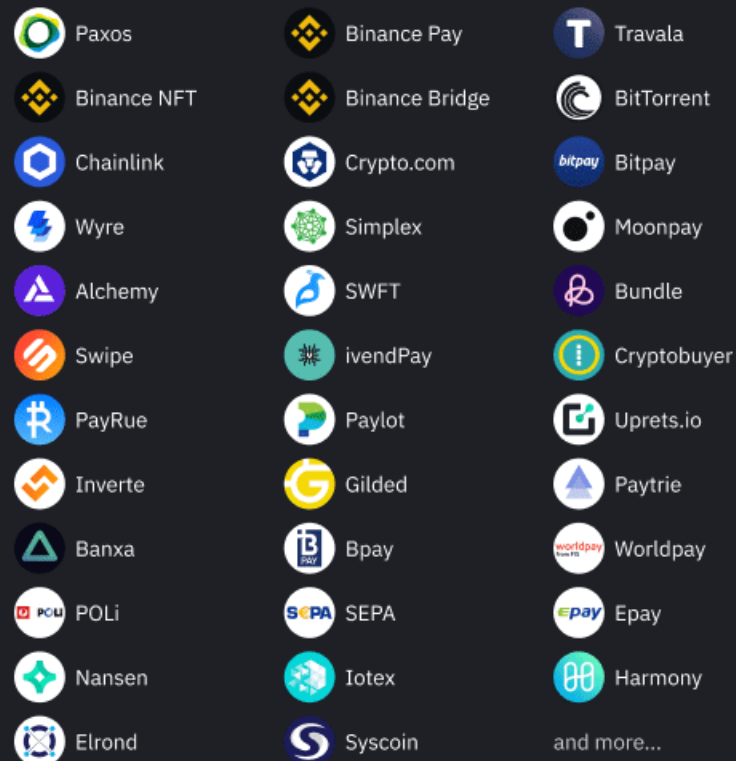 Paxos Binance Pay Travala
Binance NFT Binance Bridge BitTorrent
Chainlink Crypto.com bitpay Bitpay
Wyre Simplex Moonpay
Alchemy SWFT Bundle
Swipe ivendPay Cryptobuyer
PayRue Paylot Uprets.io
Inverte Gilded Paytrie
Banxa B PAY Bpay worldpay from FIS Worldpay
POLi POLi SEPA SEPA epay Epay
Nansen Iotex Harmony
Elrond Syscoin and more...